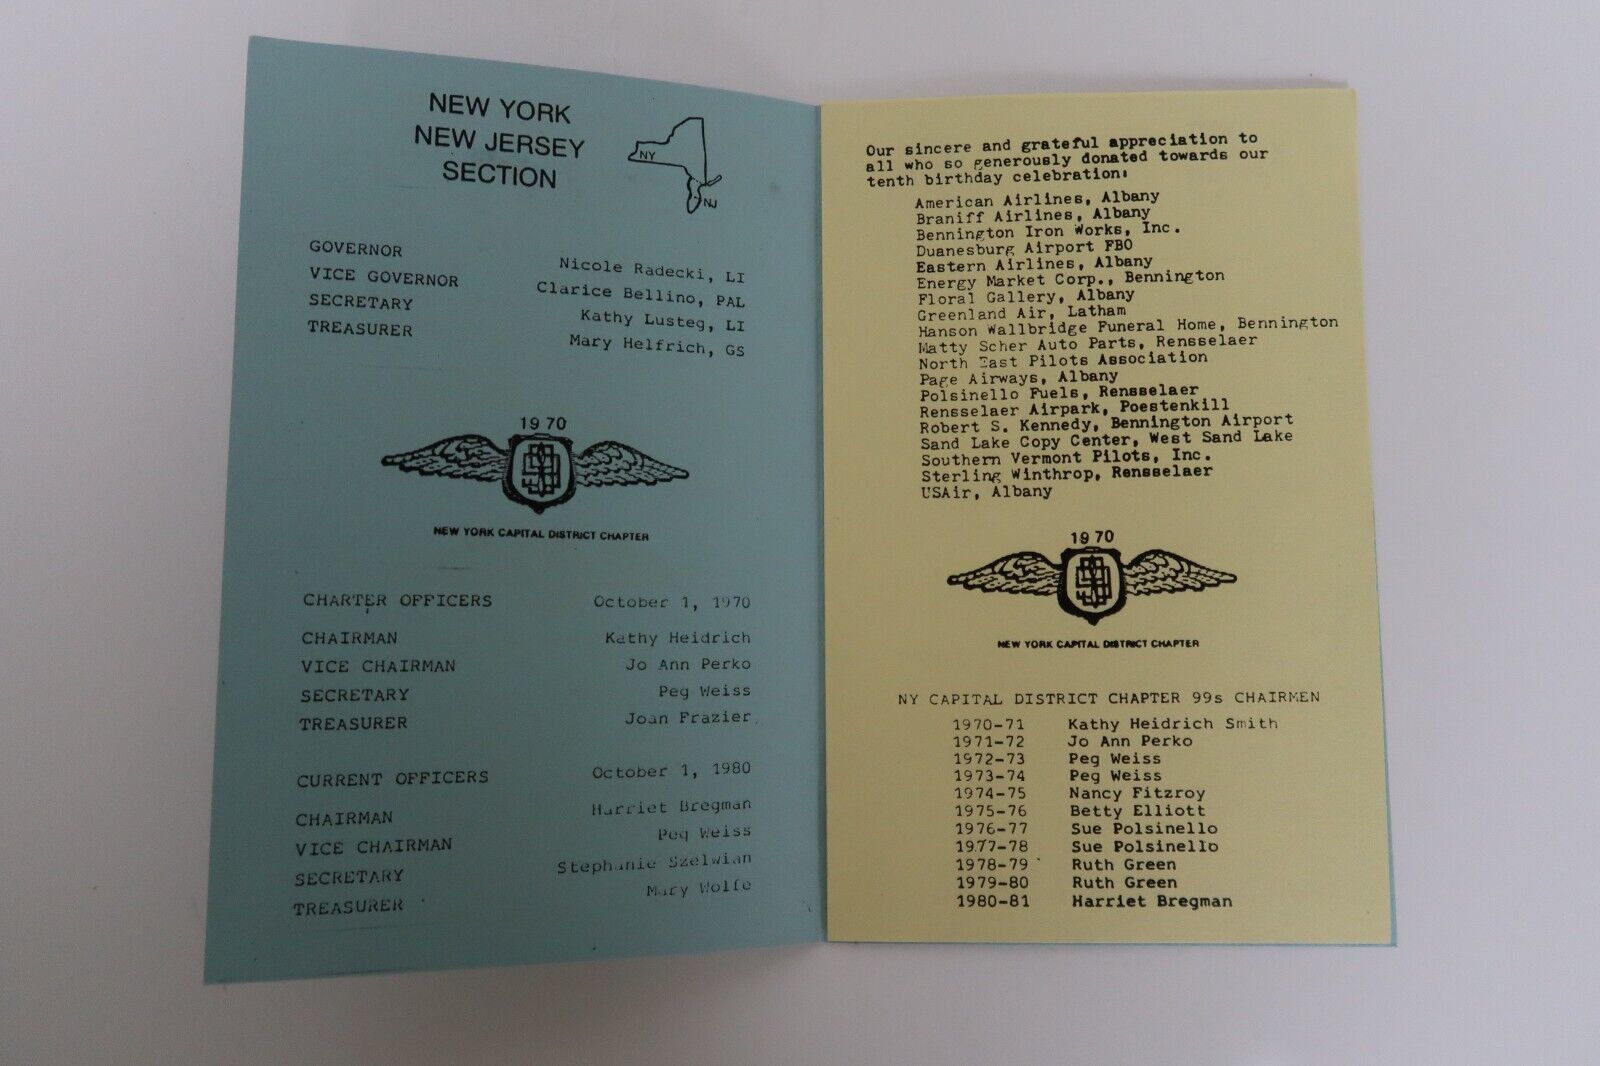 NEW YORK
NEW JERSEY
SECTION
NY
NJ
GOVERNOR Nicole Radecki, LI
VICE GOVERNOR Clarice Bellino, PAL
SECRETARY Kathy Lusteg, LI
TREASURER Mary Helfrich, GS
1970
NEW YORK CAPITAL DISTRICT CHAPTER
CHARTER OFFICERS October 1, 1970
CHAIRMAN Kathy Heidrich
VICE CHAIRMAN Jo Ann Perko
SECRETARY Peg Weiss
TREASURER Joan Frazier
CURRENT OFFICERS October 1, 1980
CHAIRMAN Harriet Bregman
VICE CHAIRMAN Peg Weiss
SECRETARY Stephanie Szelwian
TREASURER Mary Wolfe
Our sincere and grateful appreciation to
all who so generously donated towards our
tenth birthday celebration:
American Airlines, Albany
Braniff Airlines, Albany
Bennington Iron Works, Inc.
Duanesburg Airport FBO
Eastern Airlines, Albany
Energy Market Corp., Bennington
Floral Gallery, Albany
Greenland Air, Latham
Hanson Wallbridge Funeral Home, Bennington
Matty Scher Auto Parts, Rensselaer
North East Pilots Association
Page Airways, Albany
Polsinello Fuels, Rensselaer
Rensselaer Airpark, Poestenkill
Robert S. Kennedy, Bennington Airport
Sand Lake Copy Center, West Sand Lake
Southern Vermont Pilots, Inc.
Sterling Winthrop, Rensselaer
USAir, Albany
1970
NEW YORK CAPITAL DISTRICT CHAPTER
NY CAPITAL DISTRICT CHAPTER 99s CHAIRMEN
1970-71 Kathy Heidrich Smith
1971-72 Jo Ann Perko
1972-73 Peg Weiss
1973-74 Peg Weiss
1974-75 Nancy Fitzroy
1975-76 Betty Elliott
1976-77 Sue Polsinello
1977-78 Sue Polsinello
1978-79 Ruth Green
1979-80 Ruth Green
1980-81 Harriet Bregman